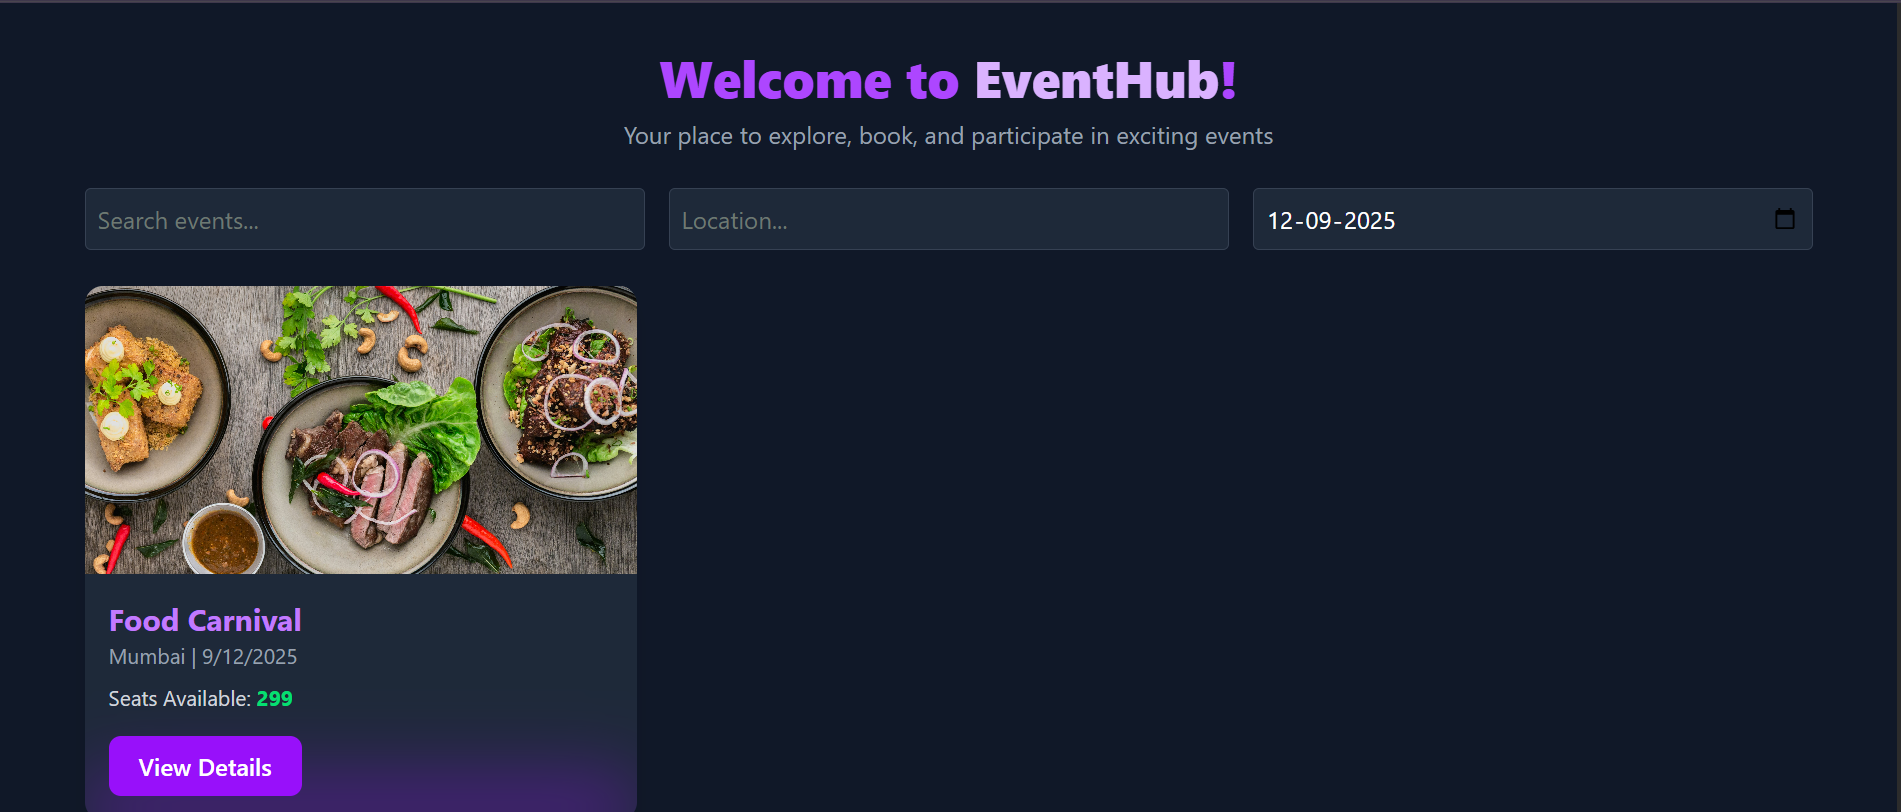 Welcome to EventHub!
Your place to explore, book, and participate in exciting events
Search events...
Location...
12-09-2025
Food Carnival
Mumbai | 9/12/2025
Seats Available: 299
View Details